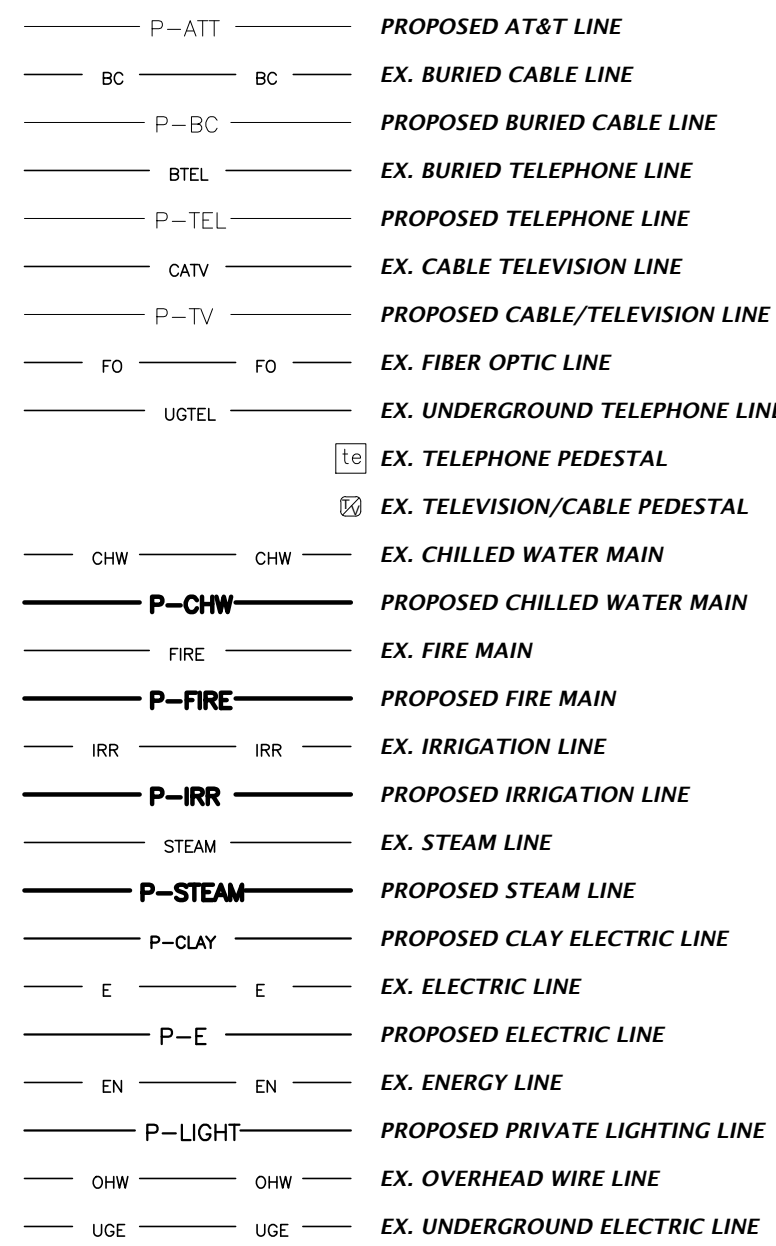 P-ATT PROPOSED AT&T LINE
BC BC EX. BURIED CABLE LINE
P-BC PROPOSED BURIED CABLE LINE
BTEL EX. BURIED TELEPHONE LINE
P-TEL PROPOSED TELEPHONE LINE
CATV EX. CABLE TELEVISION LINE
P-TV PROPOSED CABLE/TELEVISION LINE
FO FO EX. FIBER OPTIC LINE
UGTEL EX. UNDERGROUND TELEPHONE LINE
te EX. TELEPHONE PEDESTAL
TV EX. TELEVISION/CABLE PEDESTAL
CHW CHW EX. CHILLED WATER MAIN
P-CHW PROPOSED CHILLED WATER MAIN
FIRE EX. FIRE MAIN
P-FIRE PROPOSED FIRE MAIN
IRR IRR EX. IRRIGATION LINE
P-IRR PROPOSED IRRIGATION LINE
STEAM EX. STEAM LINE
P-STEAM PROPOSED STEAM LINE
P-CLAY PROPOSED CLAY ELECTRIC LINE
E E EX. ELECTRIC LINE
P-E PROPOSED ELECTRIC LINE
EN EN EX. ENERGY LINE
P-LIGHT PROPOSED PRIVATE LIGHTING LINE
OHW OHW EX. OVERHEAD WIRE LINE
UGE UGE EX. UNDERGROUND ELECTRIC LINE